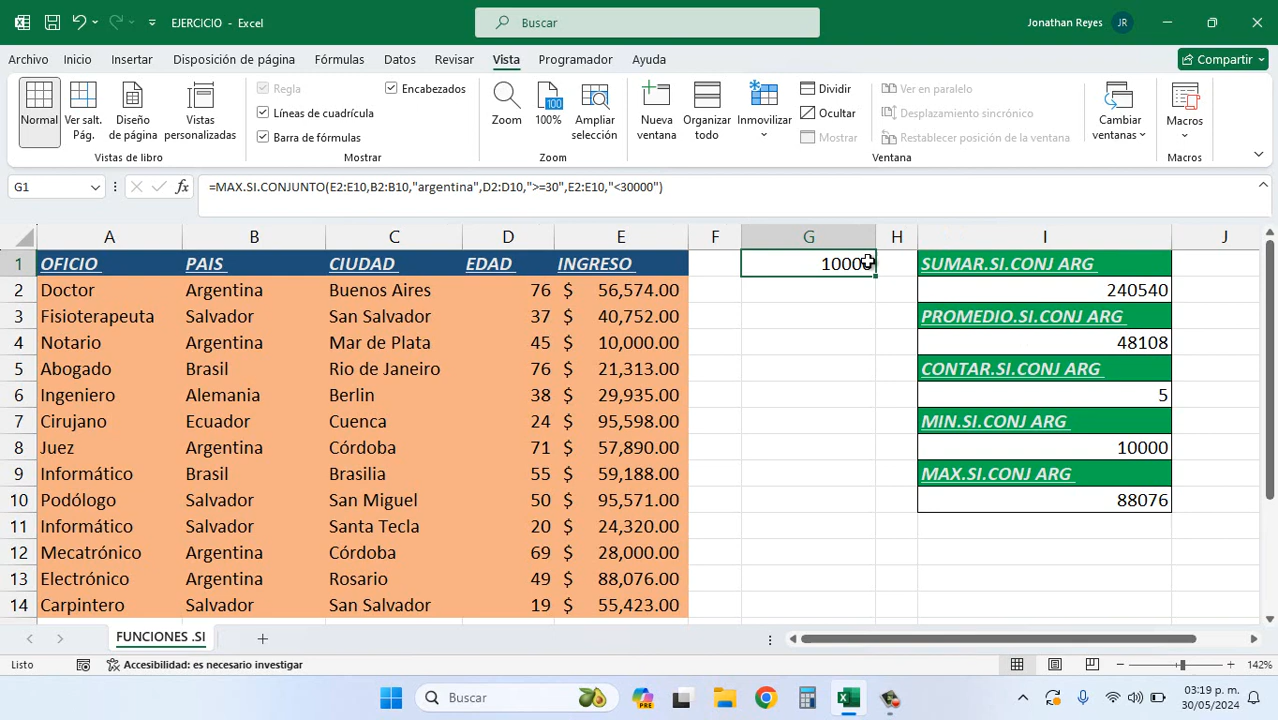 EJERCICIO - Excel
Buscar
Jonathan Reyes
JR
Archivo Inicio Insertar Disposición de página Fórmulas Datos Revisar Vista Programador Ayuda
Compartir
Normal
Ver salt. Pág.
Diseño de página
Vistas personalizadas
Vistas de libro
Regla
Encabezados
Líneas de cuadrícula
Barra de fórmulas
Mostrar
Zoom
100
100%
Ampliar selección
Zoom
Nueva ventana
Organizar todo
Inmovilizar
Dividir
Ocultar
Mostrar
Ver en paralelo
Desplazamiento sincrónico
Restablecer posición de la ventana
Ventana
Cambiar ventanas
Macros
Macros
G1
fx
=MAX.SI.CONJUNTO(E2:E10,B2:B10,"argentina",D2:D10,">=30",E2:E10,"<30000")
A B C D E F G H I J
1 OFICIO PAIS CIUDAD EDAD INGRESO SUMAR.SI.CONJ ARG
2 Doctor Argentina Buenos Aires 76 $ 56,574.00 240540
3 Fisioterapeuta Salvador San Salvador 37 $ 40,752.00 PROMEDIO.SI.CONJ ARG
4 Notario Argentina Mar de Plata 45 $ 10,000.00 48108
5 Abogado Brasil Rio de Janeiro 76 $ 21,313.00 CONTAR.SI.CONJ ARG
6 Ingeniero Alemania Berlin 38 $ 29,935.00 5
7 Cirujano Ecuador Cuenca 24 $ 95,598.00 MIN.SI.CONJ ARG
8 Juez Argentina Córdoba 71 $ 57,890.00 10000
9 Informático Brasil Brasilia 55 $ 59,188.00 MAX.SI.CONJ ARG
10 Podólogo Salvador San Miguel 50 $ 95,571.00 88076
11 Informático Salvador Santa Tecla 20 $ 24,320.00
12 Mecatrónico Argentina Córdoba 69 $ 28,000.00
13 Electrónico Argentina Rosario 49 $ 88,076.00
14 Carpintero Salvador San Salvador 19 $ 55,423.00
FUNCIONES .SI
Listo
Accesibilidad: es necesario investigar
142%
Buscar
PRE
03:19 p. m.
30/05/2024